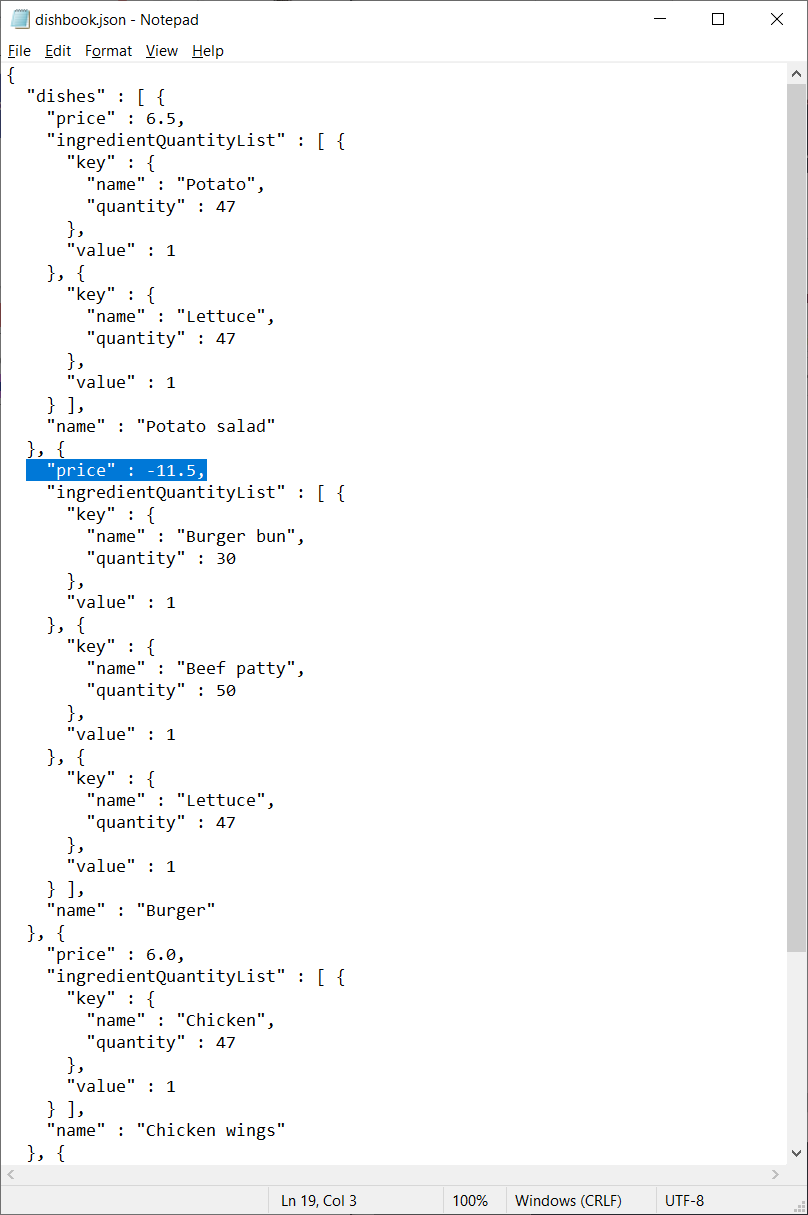 dishbook.json - Notepad
File Edit Format View Help
{
  "dishes" : [ {
    "price" : 6.5,
    "ingredientQuantityList" : [ {
      "key" : {
        "name" : "Potato",
        "quantity" : 47
      },
      "value" : 1
    }, {
      "key" : {
        "name" : "Lettuce",
        "quantity" : 47
      },
      "value" : 1
    } ],
    "name" : "Potato salad"
  }, {
    "price" : -11.5,
    "ingredientQuantityList" : [ {
      "key" : {
        "name" : "Burger bun",
        "quantity" : 30
      },
      "value" : 1
    }, {
      "key" : {
        "name" : "Beef patty",
        "quantity" : 50
      },
      "value" : 1
    }, {
      "key" : {
        "name" : "Lettuce",
        "quantity" : 47
      },
      "value" : 1
    } ],
    "name" : "Burger"
  }, {
    "price" : 6.0,
    "ingredientQuantityList" : [ {
      "key" : {
        "name" : "Chicken",
        "quantity" : 47
      },
      "value" : 1
    } ],
    "name" : "Chicken wings"
  }, {
Ln 19, Col 3 100% Windows (CRLF) UTF-8